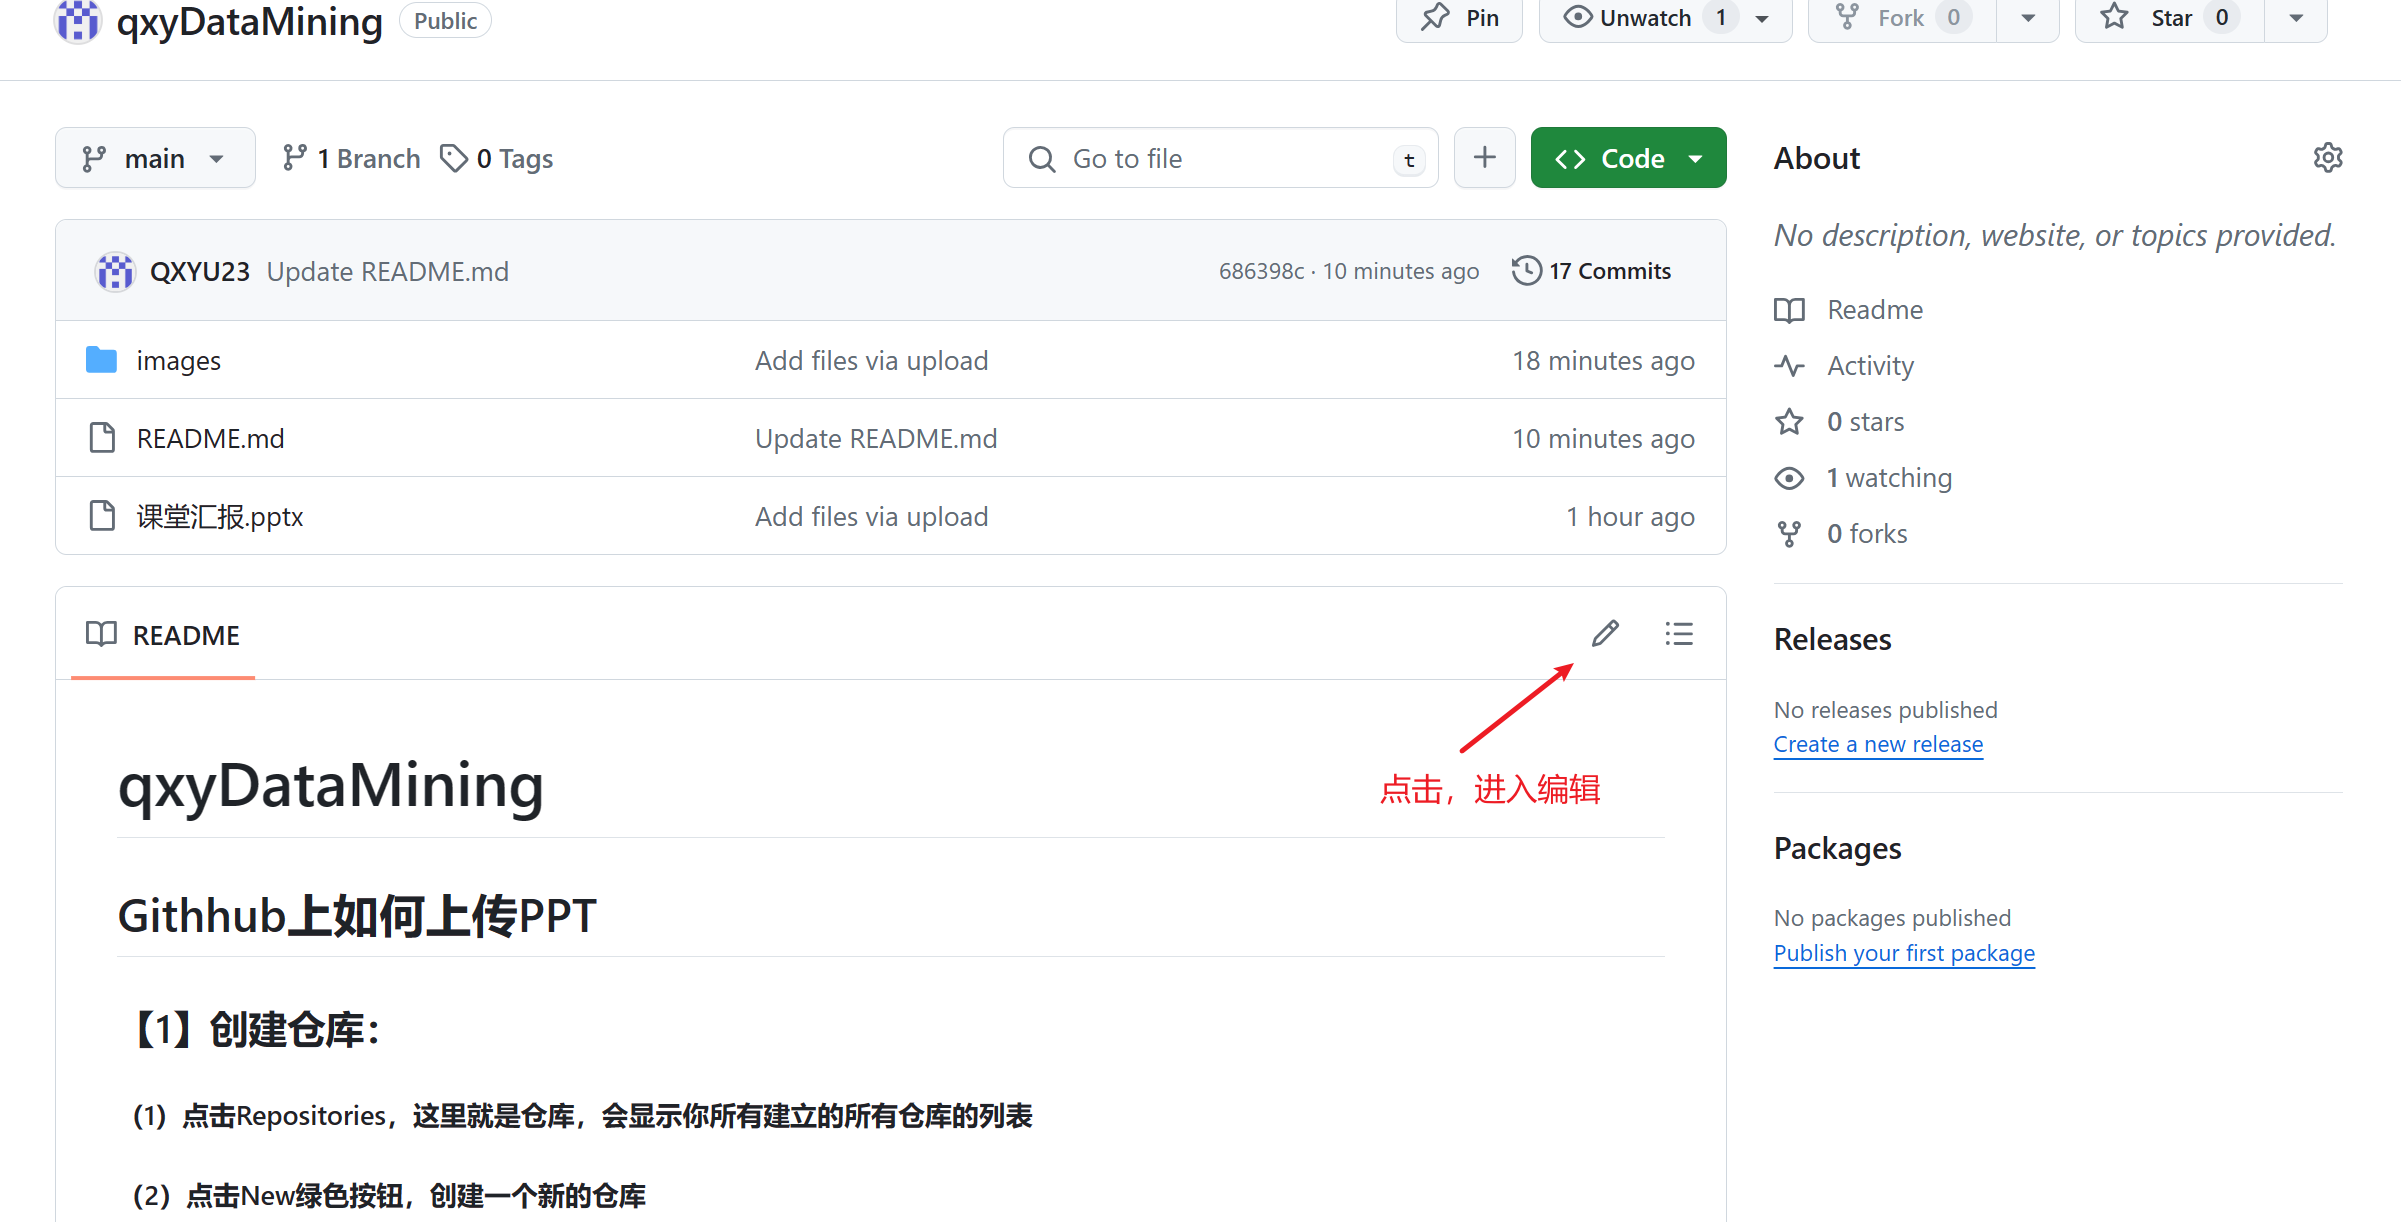 qxyDataMining Public
Pin
Unwatch 1
Fork 0
Star 0
main
1 Branch
0 Tags
Go to file t
Code
QXYU23 Update README.md 686398c · 10 minutes ago 17 Commits
images Add files via upload 18 minutes ago
README.md Update README.md 10 minutes ago
课堂汇报.pptx Add files via upload 1 hour ago
README
点击，进入编辑
qxyDataMining
Githhub上如何上传PPT
【1】创建仓库：
（1）点击Repositories，这里就是仓库，会显示你所有建立的所有仓库的列表
（2）点击New绿色按钮，创建一个新的仓库
About
No description, website, or topics provided.
Readme
Activity
0 stars
1 watching
0 forks
Releases
No releases published
Create a new release
Packages
No packages published
Publish your first package